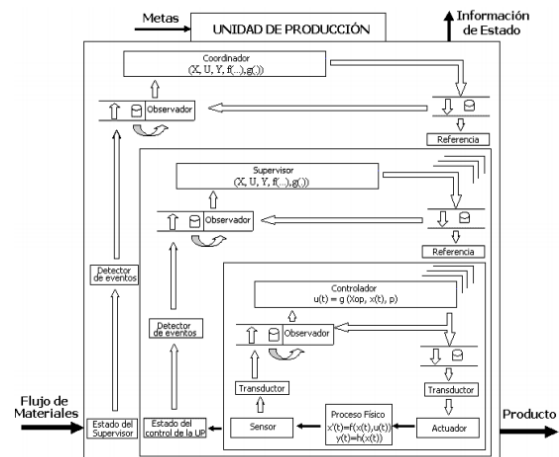 Metas
UNIDAD DE PRODUCCIÓN
Información
de Estado
Coordinador
(X, U, Y, f(...),g())
Observador
Referencia
Supervisor
(X, U, Y, f(...),g())
Observador
Referencia
Detector
de eventos
Controlador
u(t) = g (Xop, x(t), p)
Detector
de eventos
Observador
Transductor
Transductor
Flujo de
Materiales
Estado del
Supervisor
Estado del
control de la UP
Sensor
Proceso Físico
x'(t)=f(x(t),u(t))
y(t)=h(x(t))
Actuador
Producto